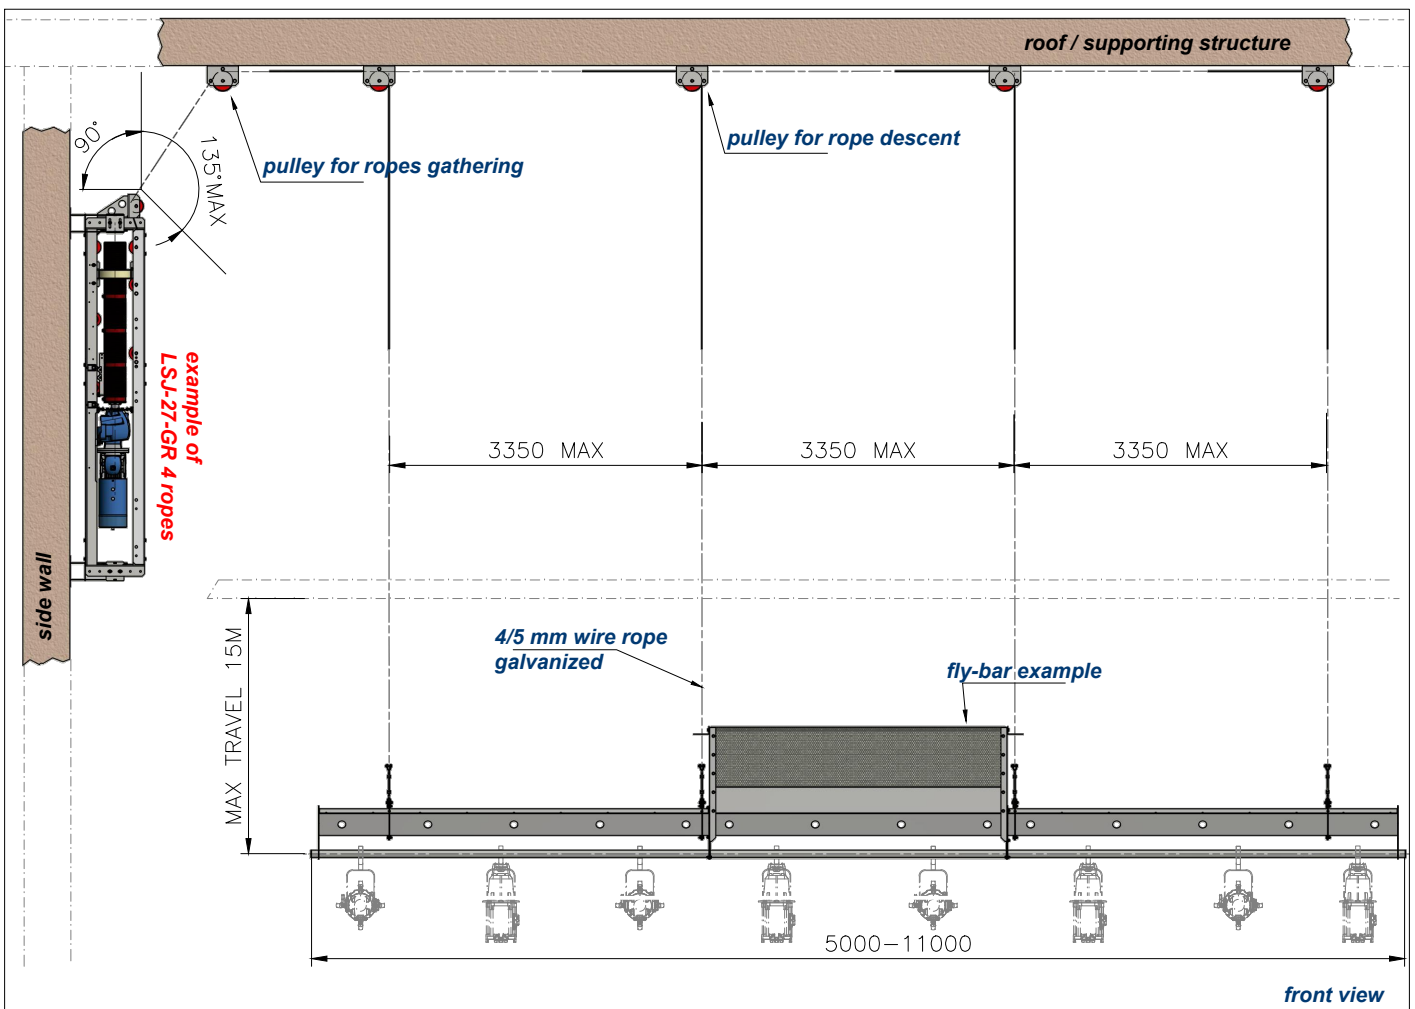 roof / supporting structure
90°
135°MAX
pulley for ropes gathering
pulley for rope descent
example of
LSJ-27-GR 4 ropes
side wall
3350 MAX
3350 MAX
3350 MAX
MAX TRAVEL 15M
4/5 mm wire rope
galvanized
fly-bar example
5000-11000
front view